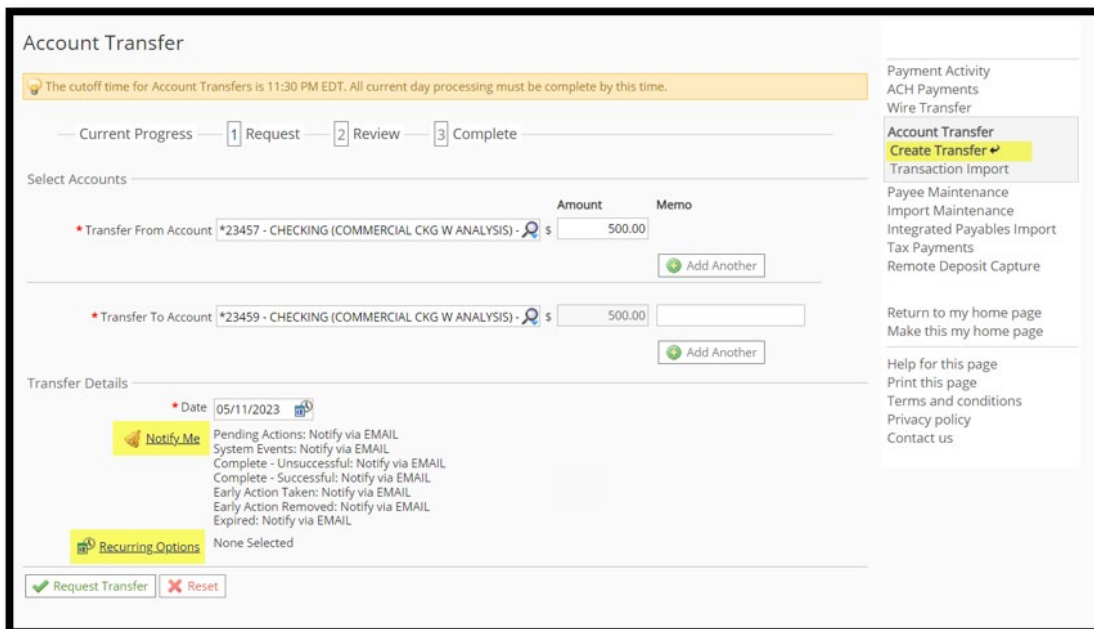 Account Transfer
The cutoff time for Account Transfers is 11:30 PM EDT. All current day processing must be complete by this time.
Current Progress 1 Request 2 Review 3 Complete
Select Accounts
Amount Memo
* Transfer From Account *23457 - CHECKING (COMMERCIAL CKG W ANALYSIS) - $ 500.00
Add Another
* Transfer To Account *23459 - CHECKING (COMMERCIAL CKG W ANALYSIS) - $ 500.00
Add Another
Transfer Details
* Date 05/11/2023
Notify Me Pending Actions: Notify via EMAIL
System Events: Notify via EMAIL
Complete - Unsuccessful: Notify via EMAIL
Complete - Successful: Notify via EMAIL
Early Action Taken: Notify via EMAIL
Early Action Removed: Notify via EMAIL
Expired: Notify via EMAIL
Recurring Options None Selected
Request Transfer Reset
Payment Activity
ACH Payments
Wire Transfer
Account Transfer
Create Transfer
Transaction Import
Payee Maintenance
Import Maintenance
Integrated Payables Import
Tax Payments
Remote Deposit Capture
Return to my home page
Make this my home page
Help for this page
Print this page
Terms and conditions
Privacy policy
Contact us